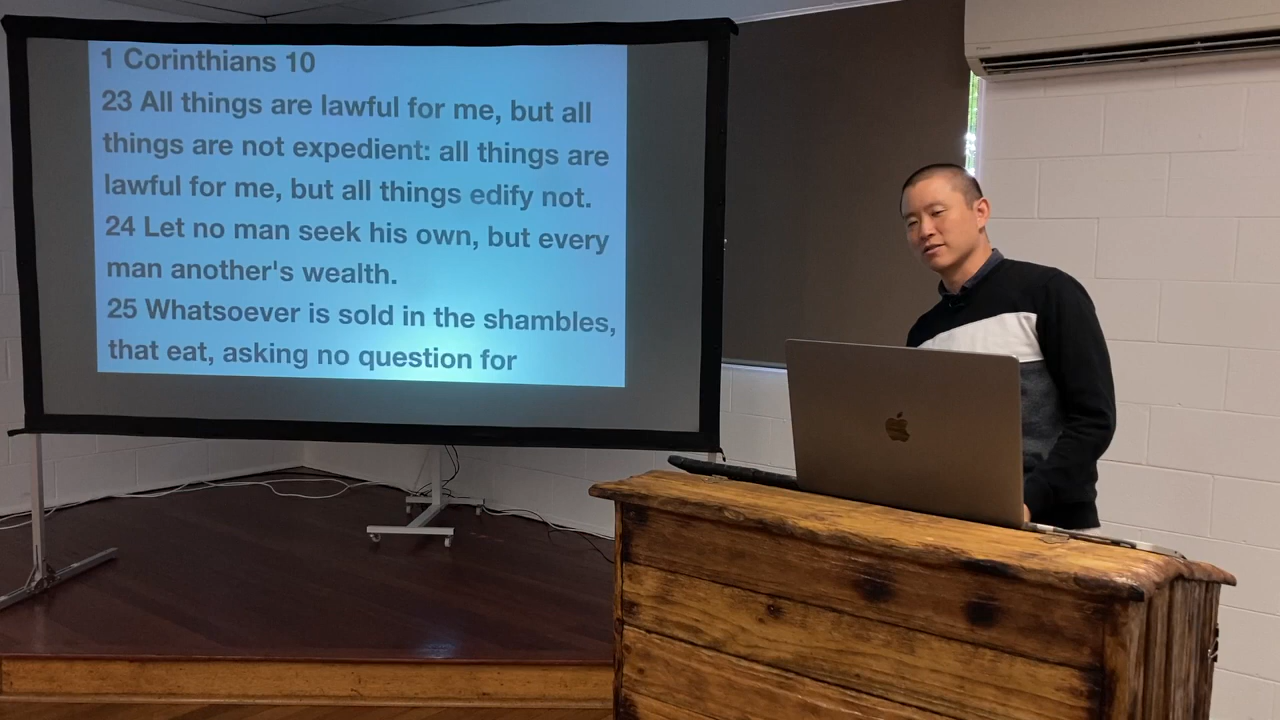 1 Corinthians 10
23 All things are lawful for me, but all
things are not expedient: all things are
lawful for me, but all things edify not.
24 Let no man seek his own, but every
man another's wealth.
25 Whatsoever is sold in the shambles,
that eat, asking no question for